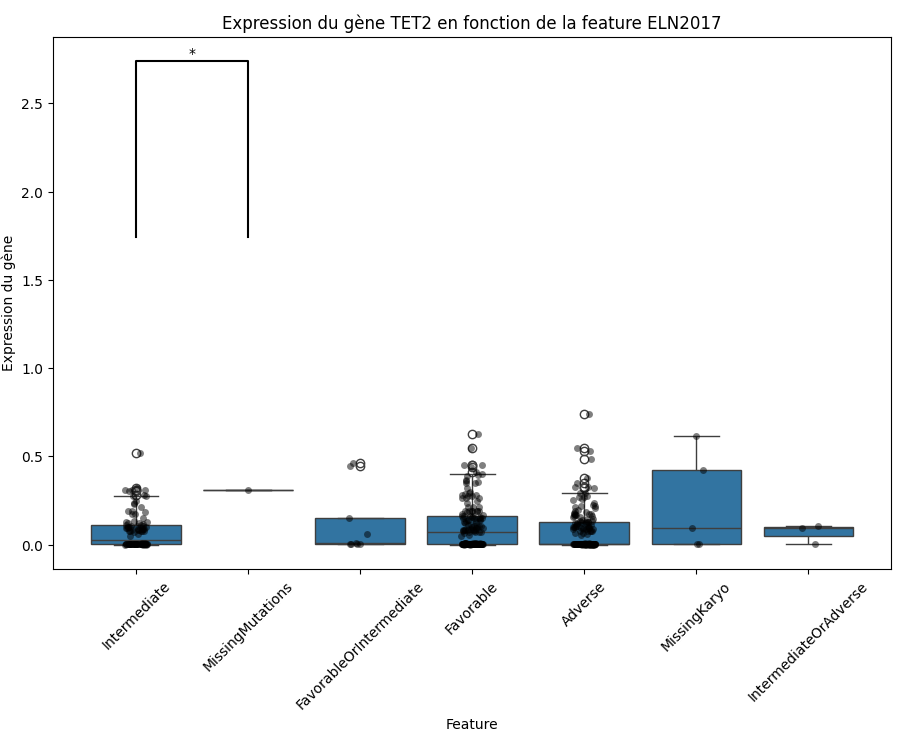 Expression du gène TET2 en fonction de la feature ELN2017
*
2.5
2.0
1.5
1.0
0.5
0.0
Expression du gène
Intermediate
MissingMutations
FavorableOrIntermediate
Favorable
Adverse
MissingKaryo
IntermediateOrAdverse
Feature